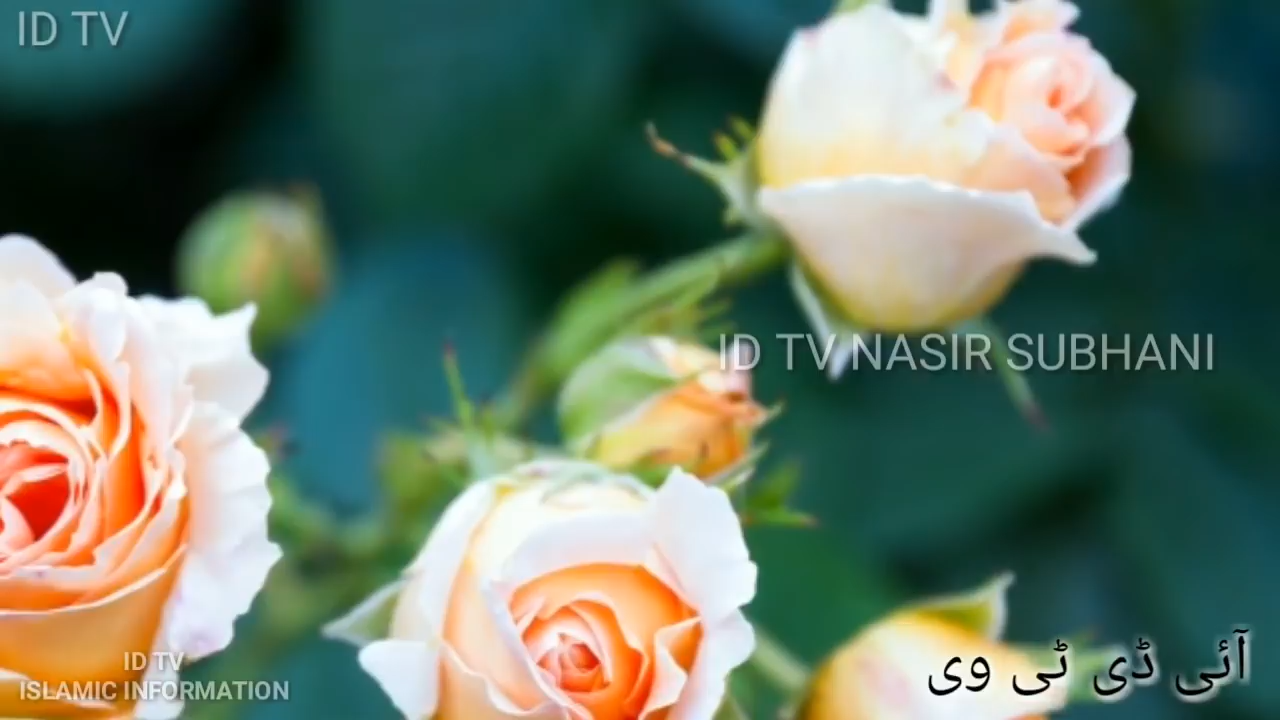 ID TV
ID TV NASIR SUBHANI
ID TV
ISLAMIC INFORMATION
آئی ڈی ٹی وی